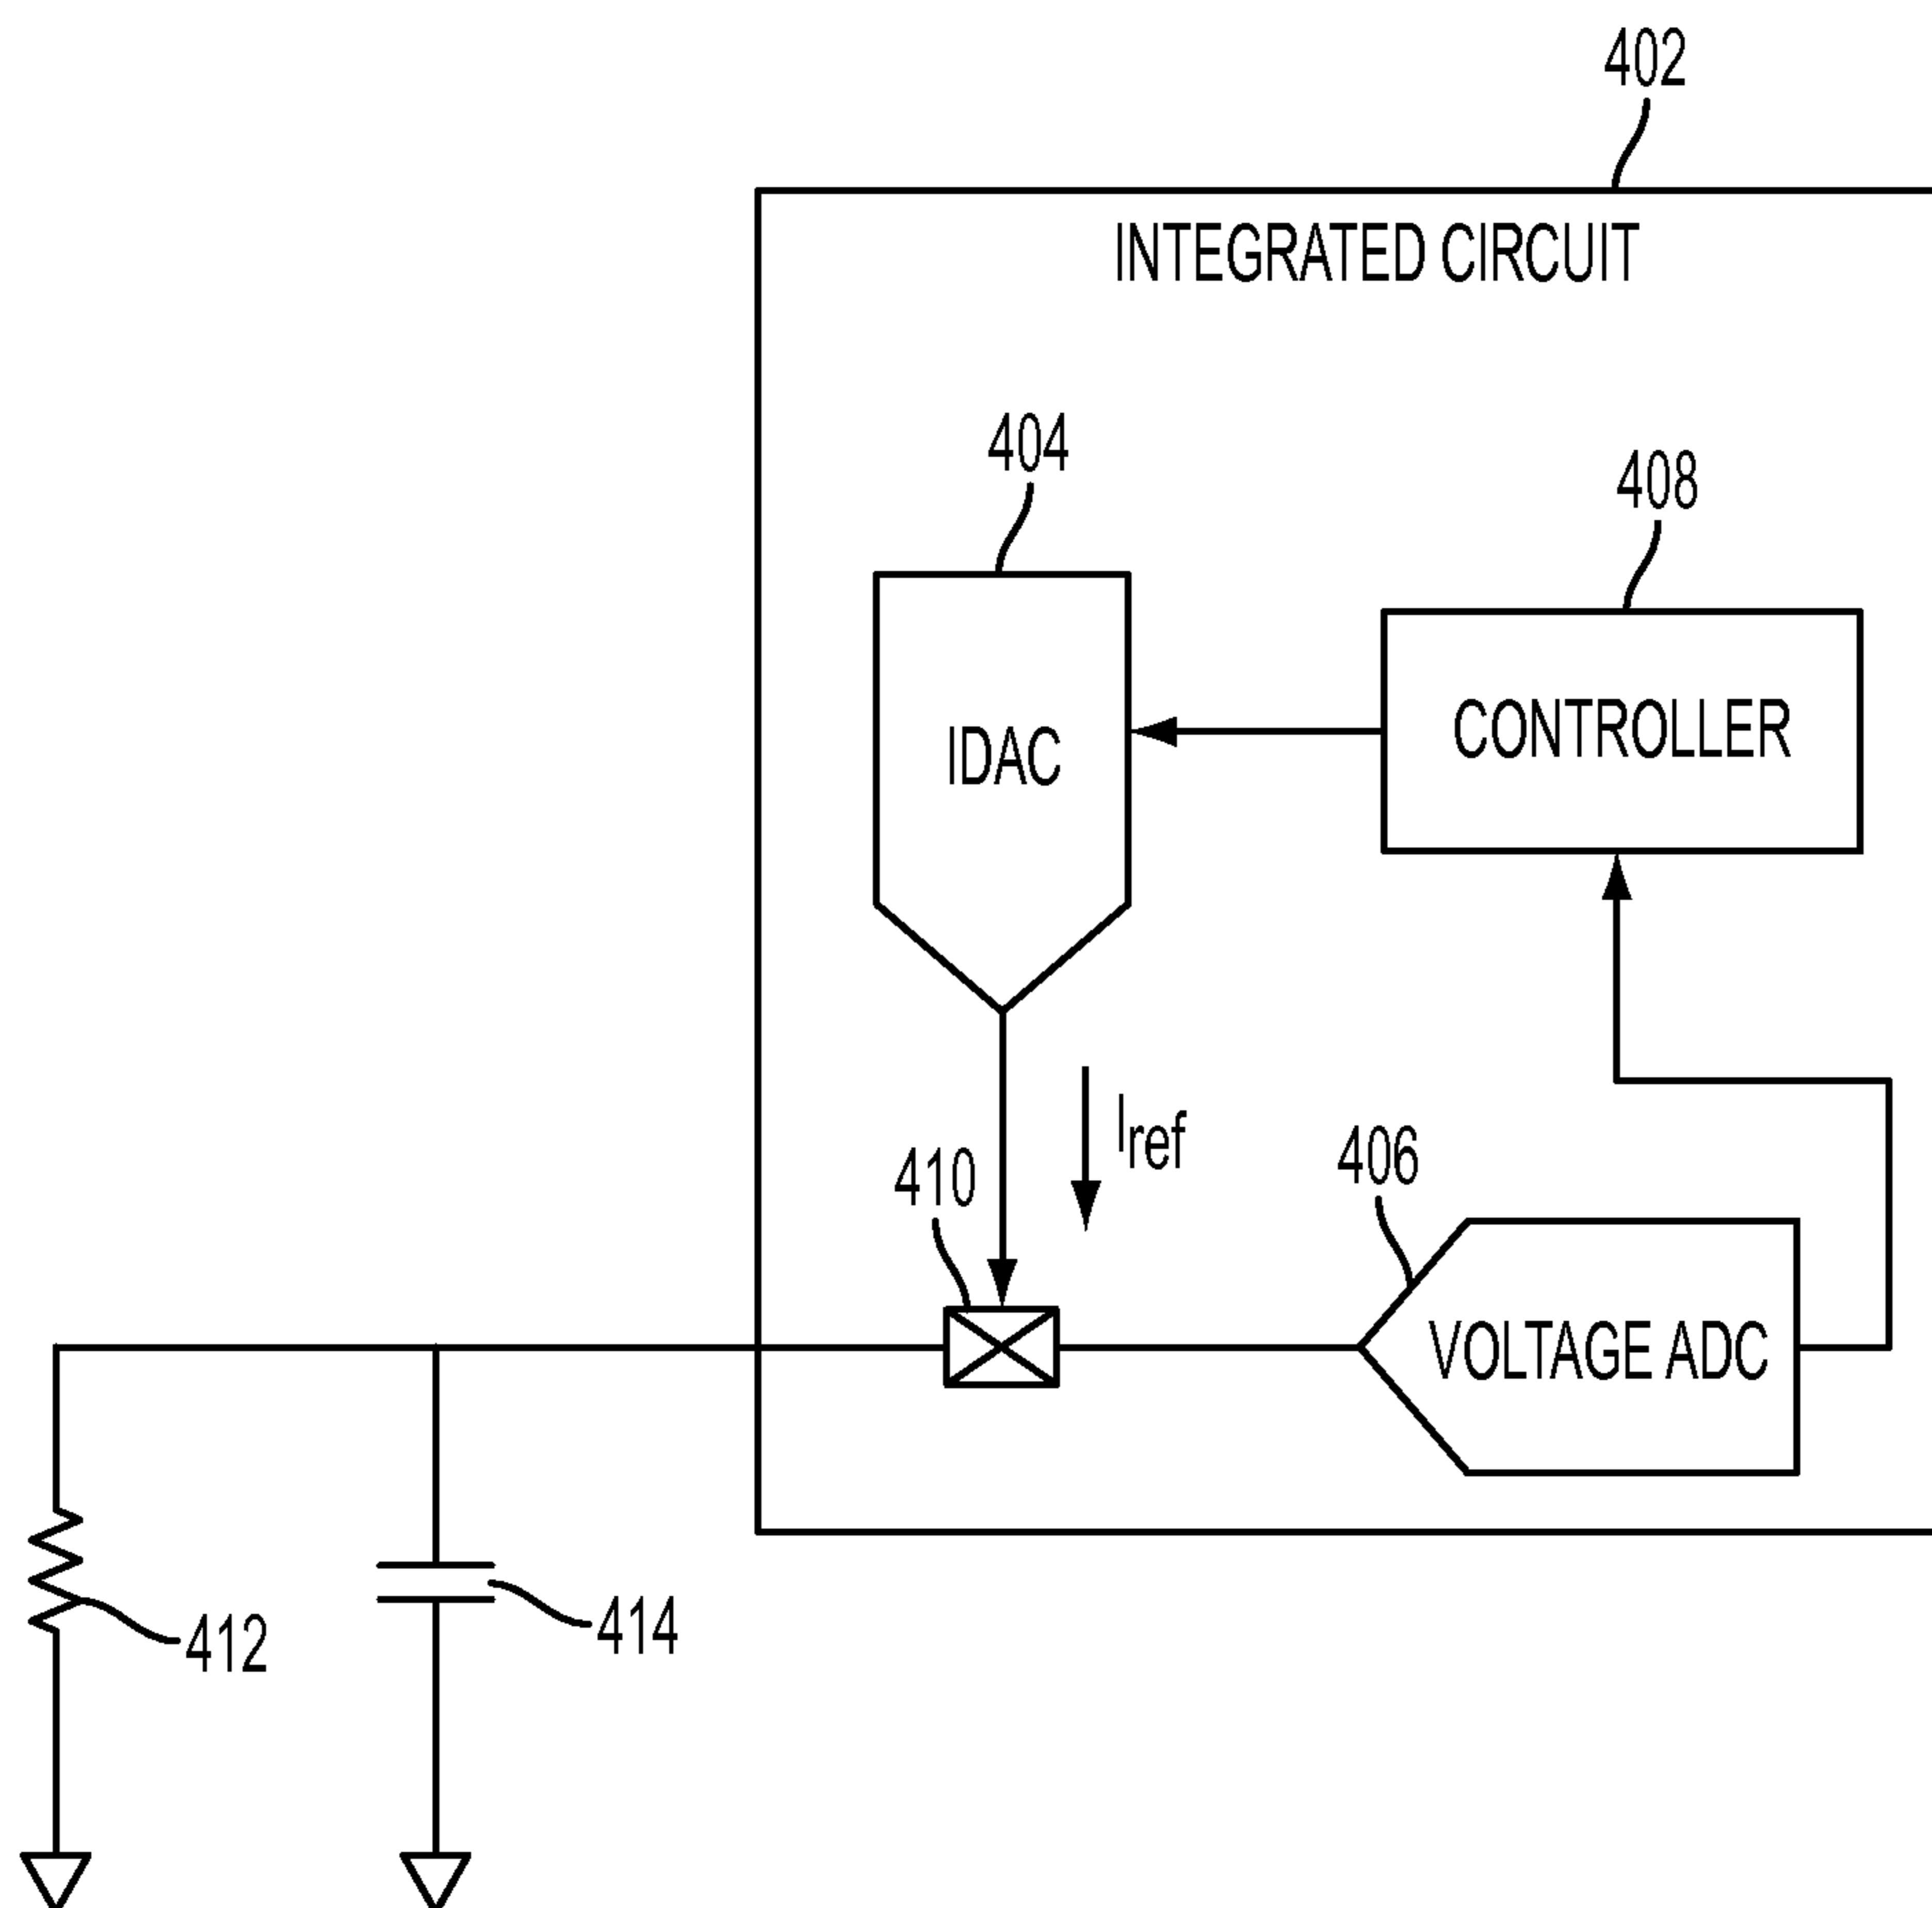 402
INTEGRATED CIRCUIT
404
408
IDAC
CONTROLLER
Iref
410
406
VOLTAGE ADC
412
414